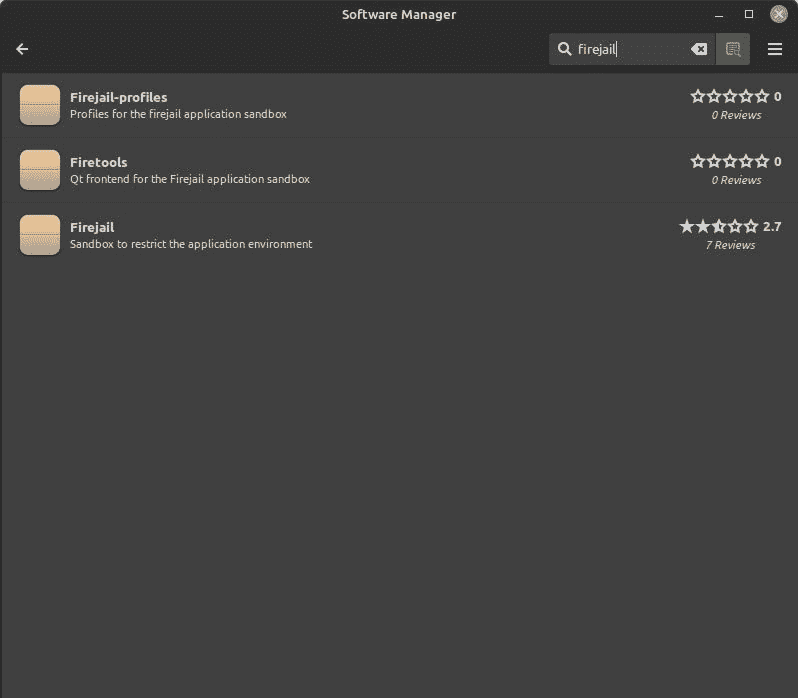 Software Manager
firejail
Firejail-profiles
Profiles for the firejail application sandbox
0
0 Reviews
Firetools
Qt frontend for the Firejail application sandbox
0
0 Reviews
Firejail
Sandbox to restrict the application environment
2.7
7 Reviews